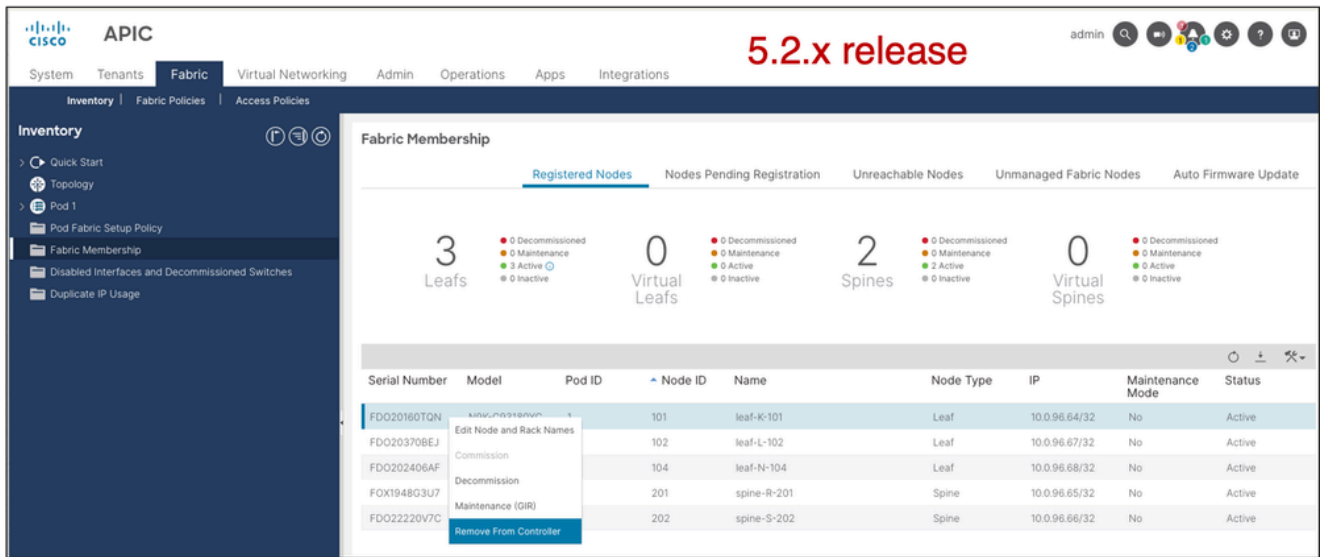 CISCO APIC 5.2.x release admin
System Tenants Fabric Virtual Networking Admin Operations Apps Integrations
Inventory | Fabric Policies | Access Policies
Inventory
Quick Start
Topology
Pod 1
Pod Fabric Setup Policy
Fabric Membership
Disabled Interfaces and Decommissioned Switches
Duplicate IP Usage
Fabric Membership
Registered Nodes Nodes Pending Registration Unreachable Nodes Unmanaged Fabric Nodes Auto Firmware Update
3
Leafs
0 Decommissioned
0 Maintenance
3 Active
0 Inactive
0
Virtual
Leafs
0 Decommissioned
0 Maintenance
0 Active
0 Inactive
2
Spines
0 Decommissioned
0 Maintenance
2 Active
0 Inactive
0
Virtual
Spines
0 Decommissioned
0 Maintenance
0 Active
0 Inactive
Serial Number Model Pod ID Node ID Name Node Type IP Maintenance Mode Status
FDO20160TQN N9K-C93180YC 1 101 leaf-K-101 Leaf 10.0.96.64/32 No Active
FDO20370BEJ 102 leaf-L-102 Leaf 10.0.96.67/32 No Active
FDO202406AF 104 leaf-N-104 Leaf 10.0.96.68/32 No Active
FOX1948G3U7 201 spine-R-201 Spine 10.0.96.65/32 No Active
FDO22220V7C 202 spine-S-202 Spine 10.0.96.66/32 No Active
Edit Node and Rack Names
Commission
Decommission
Maintenance (GIR)
Remove From Controller